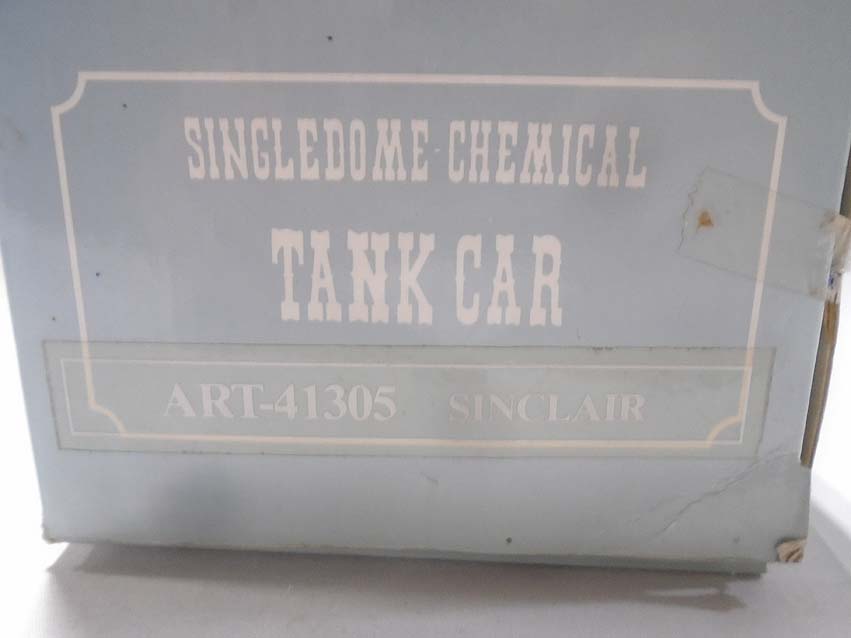 SINGLEDOME CHEMICAL
TANK CAR
ART-41305 SINCLAIR